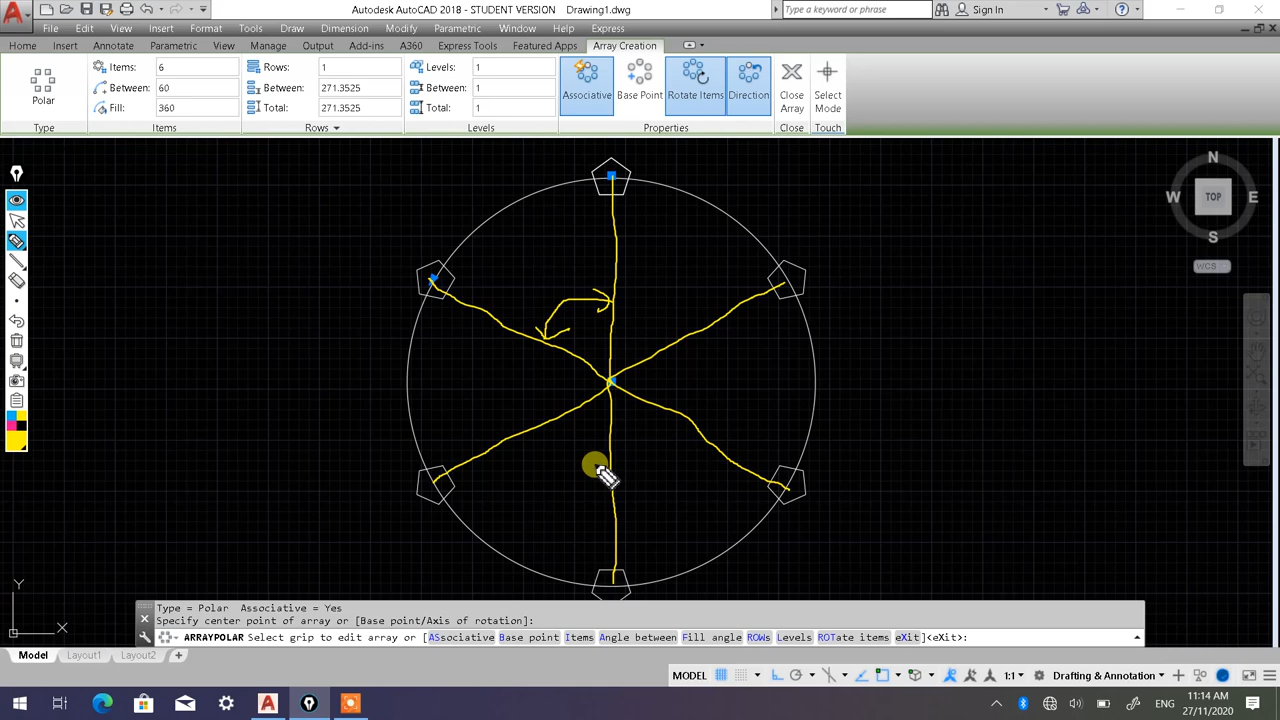 Autodesk AutoCAD 2018 - STUDENT VERSION Drawing1.dwg
Type a keyword or phrase
Sign In
File Edit View Insert Format Tools Draw Dimension Modify Parametric Window Help Express
Home Insert Annotate Parametric View Manage Output Add-ins A360 Express Tools Featured Apps Array Creation
Polar
Type
Items: 6
Between: 60
Fill: 360
Items
Rows: 1
Between: 271.3525
Total: 271.3525
Rows
Levels: 1
Between: 1
Total: 1
Levels
Associative
Base Point
Rotate Items
Direction
Properties
Close Array
Close
Select Mode
Touch
N
W TOP E
S
WCS
Y
X
Type = Polar Associative = Yes
Specify center point of array or [Base point/Axis of rotation]:
ARRAYPOLAR Select grip to edit array or [ASsociative Base point Items Angle between Fill angle ROWs Levels ROTate items eXit]<eXit>:
Model Layout1 Layout2 +
MODEL 1:1 Drafting & Annotation
ENG
11:14 AM
27/11/2020